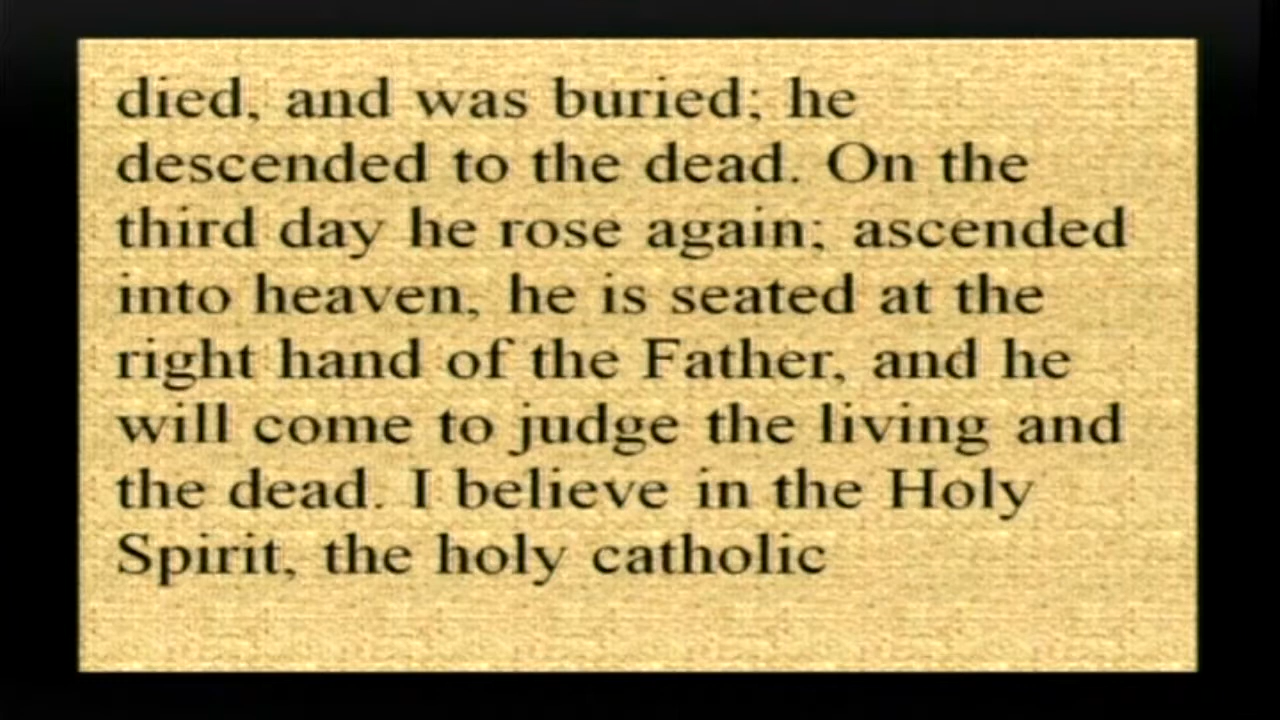 died, and was buried; he
descended to the dead. On the
third day he rose again; ascended
into heaven, he is seated at the
right hand of the Father, and he
will come to judge the living and
the dead. I believe in the Holy
Spirit, the holy catholic